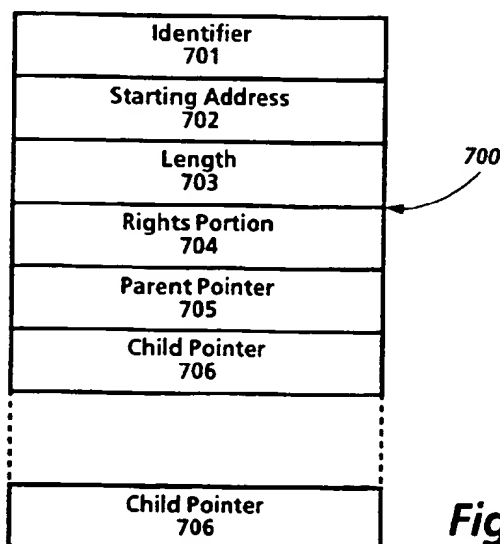 Identifier
701
Starting Address
702
Length
703
700
Rights Portion
704
Parent Pointer
705
Child Pointer
706
Child Pointer
706
Fig